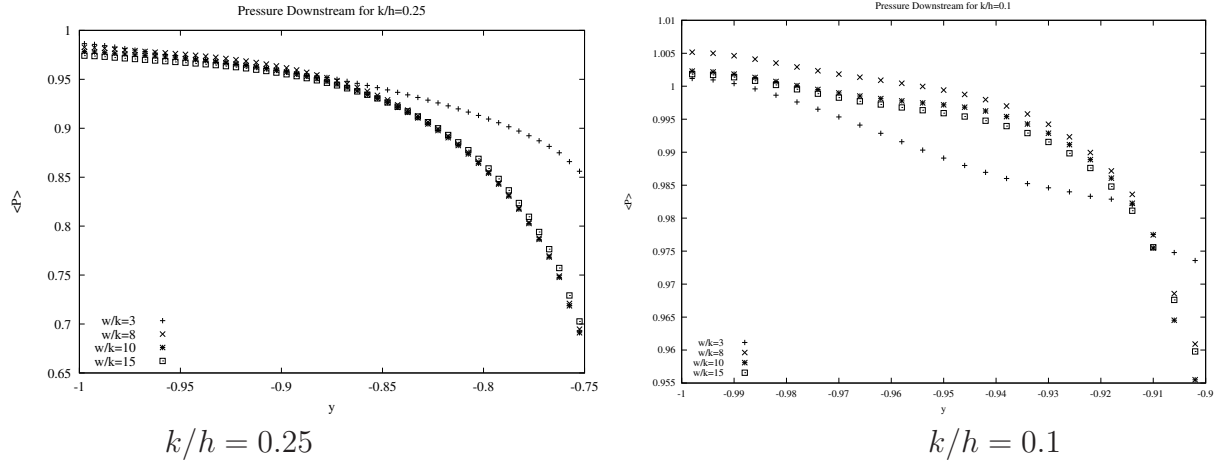 Pressure Downstream for k/h=0.25
1
0.95
0.9
0.85
0.8
0.75
0.7
0.65
<P>
w/k=3
w/k=8
w/k=10
w/k=15
-1 -0.95 -0.9 -0.85 -0.8 -0.75
y
k/h = 0.25
Pressure Downstream for k/h=0.1
1.01
1.005
1
0.995
0.99
0.985
0.98
0.975
0.97
0.965
0.96
0.955
<P>
w/k=3
w/k=8
w/k=10
w/k=15
-1 -0.99 -0.98 -0.97 -0.96 -0.95 -0.94 -0.93 -0.92 -0.91 -0.9
y
k/h = 0.1